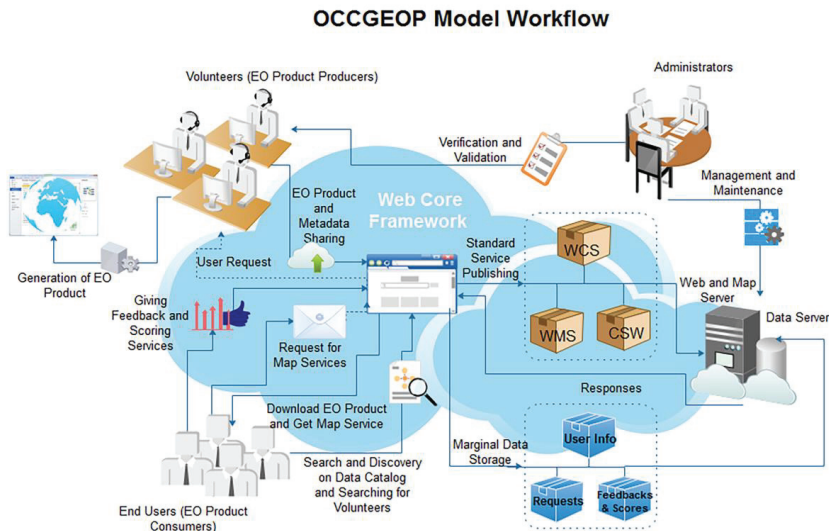 OCCGEOP Model Workflow
Volunteers (EO Product Producers)
Administrators
Verification and
Validation
Management and
Maintenance
EO Product
and
Metadata
Sharing
Web Core
Framework
User Request
Generation of EO
Product
Standard
Service
Publishing
WCS
WMS
CSW
Web and Map
Server
Data Server
Giving
Feedback and
Scoring
Services
Request for
Map Services
Responses
Download EO Product
and Get Map Service
Marginal Data
Storage
User Info
Requests
Feedbacks
& Scores
Search and Discovery
on Data Catalog
and Searching for
Volunteers
End Users (EO Product
Consumers)